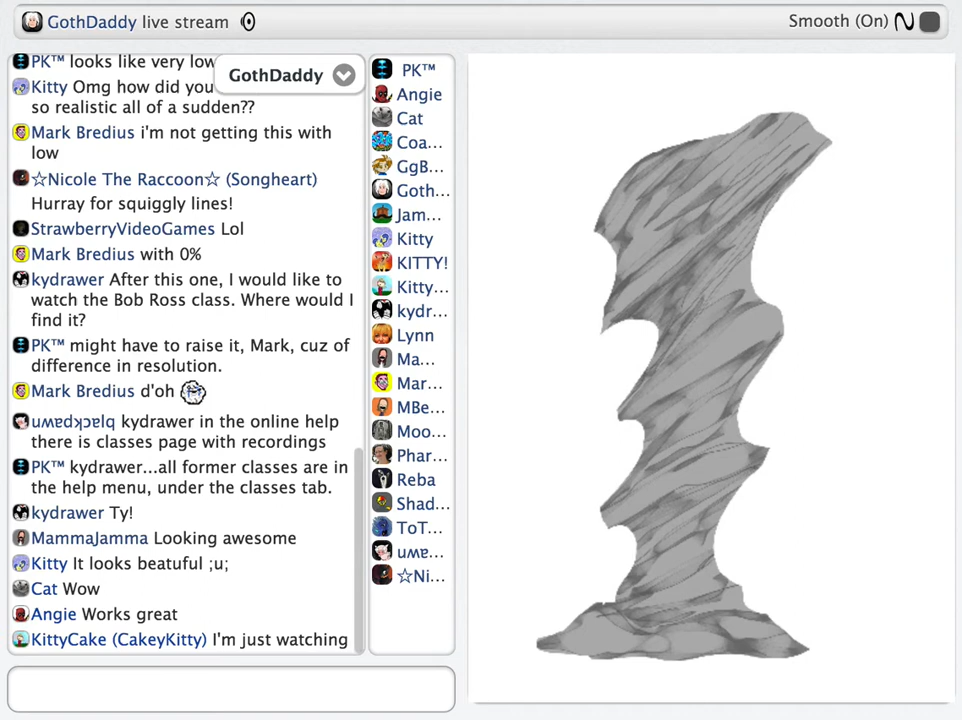 GothDaddy live stream
Smooth (On)
PK™ looks like very low
GothDaddy
Kitty Omg how did you
so realistic all of a sudden??
Mark Bredius i'm not getting this with
low
☆Nicole The Raccoon☆ (Songheart)
Hurray for squiggly lines!
StrawberryVideoGames Lol
Mark Bredius with 0%
kydrawer After this one, I would like to
watch the Bob Ross class. Where would I
find it?
PK™ might have to raise it, Mark, cuz of
difference in resolution.
Mark Bredius d'oh
uʍɐdʞɔɐlq kydrawer in the online help
there is classes page with recordings
PK™ kydrawer...all former classes are in
the help menu, under the classes tab.
kydrawer Ty!
MammaJamma Looking awesome
Kitty It looks beatuful ;u;
Cat Wow
Angie Works great
KittyCake (CakeyKitty) I'm just watching
PK™
Angie
Cat
Coa...
GgB...
Goth...
Jam...
Kitty
KITTY!
Kitty...
kydr...
Lynn
Ma...
Mar...
MBe...
Moo...
Phar...
Reba
Shad...
ToT...
uʍɐ...
☆Ni...